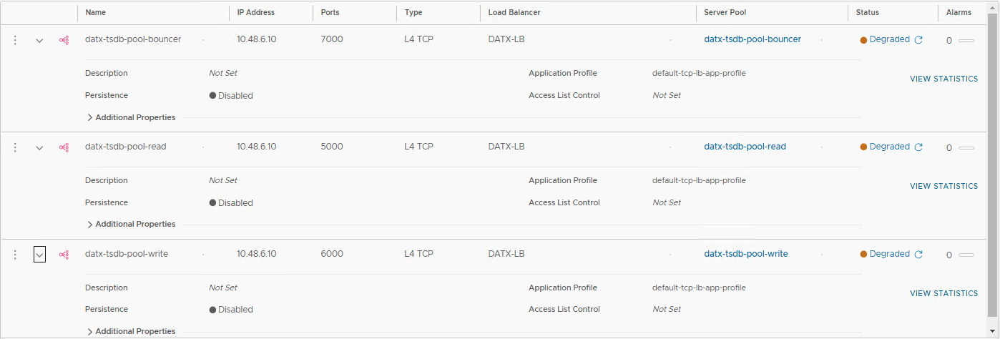 Name IP Address Ports Type Load Balancer Server Pool Status Alarms
datx-tsdb-pool-bouncer 10.48.6.10 7000 L4 TCP DATX-LB datx-tsdb-pool-bouncer Degraded 0
Description Not Set Application Profile default-tcp-lb-app-profile
VIEW STATISTICS
Persistence Disabled Access List Control Not Set
Additional Properties
datx-tsdb-pool-read 10.48.6.10 5000 L4 TCP DATX-LB datx-tsdb-pool-read Degraded 0
Description Not Set Application Profile default-tcp-lb-app-profile
VIEW STATISTICS
Persistence Disabled Access List Control Not Set
Additional Properties
datx-tsdb-pool-write 10.48.6.10 6000 L4 TCP DATX-LB datx-tsdb-pool-write Degraded 0
Description Not Set Application Profile default-tcp-lb-app-profile
VIEW STATISTICS
Persistence Disabled Access List Control Not Set
Additional Properties